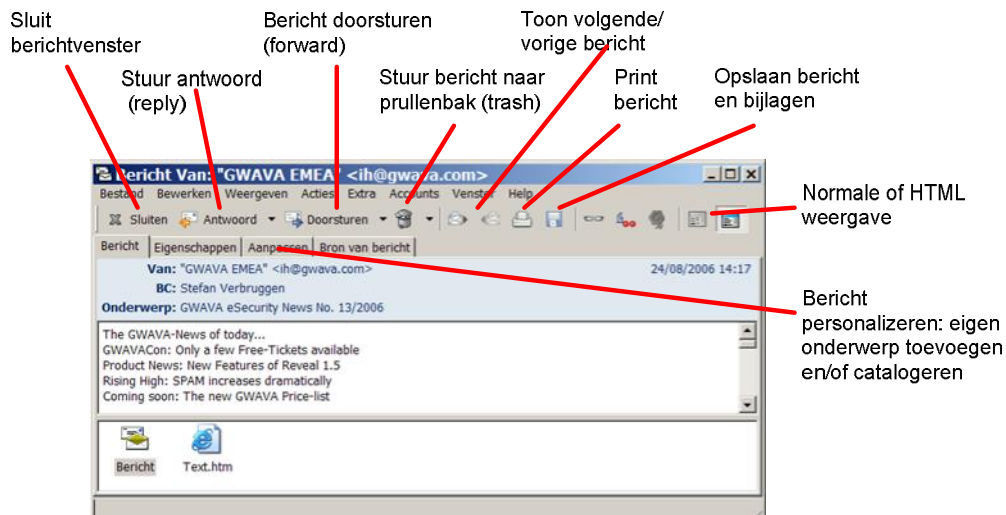 Sluit
berichtvenster
Bericht doorsturen
(forward)
Toon volgende/
vorige bericht
Stuur antwoord
(reply)
Stuur bericht naar
prullenbak (trash)
Print
bericht
Opslaan bericht
en bijlagen
Bericht Van: "GWAVA EMEA" <ih@gwava.com>
Bestand Bewerken Weergeven Acties Extra Accounts Venster Help
Sluiten Antwoord Doorsturen
Normale of HTML
weergave
Bericht Eigenschappen Aanpassen Bron van bericht
Van: "GWAVA EMEA" <ih@gwava.com> 24/08/2006 14:17
BC: Stefan Verbruggen
Onderwerp: GWAVA eSecurity News No. 13/2006
Bericht
personalizeren: eigen
onderwerp toevoegen
en/of catalogeren
The GWAVA-News of today...
GWAVACon: Only a few Free-Tickets available
Product News: New Features of Reveal 1.5
Rising High: SPAM increases dramatically
Coming soon: The new GWAVA Price-list
Bericht Text.htm